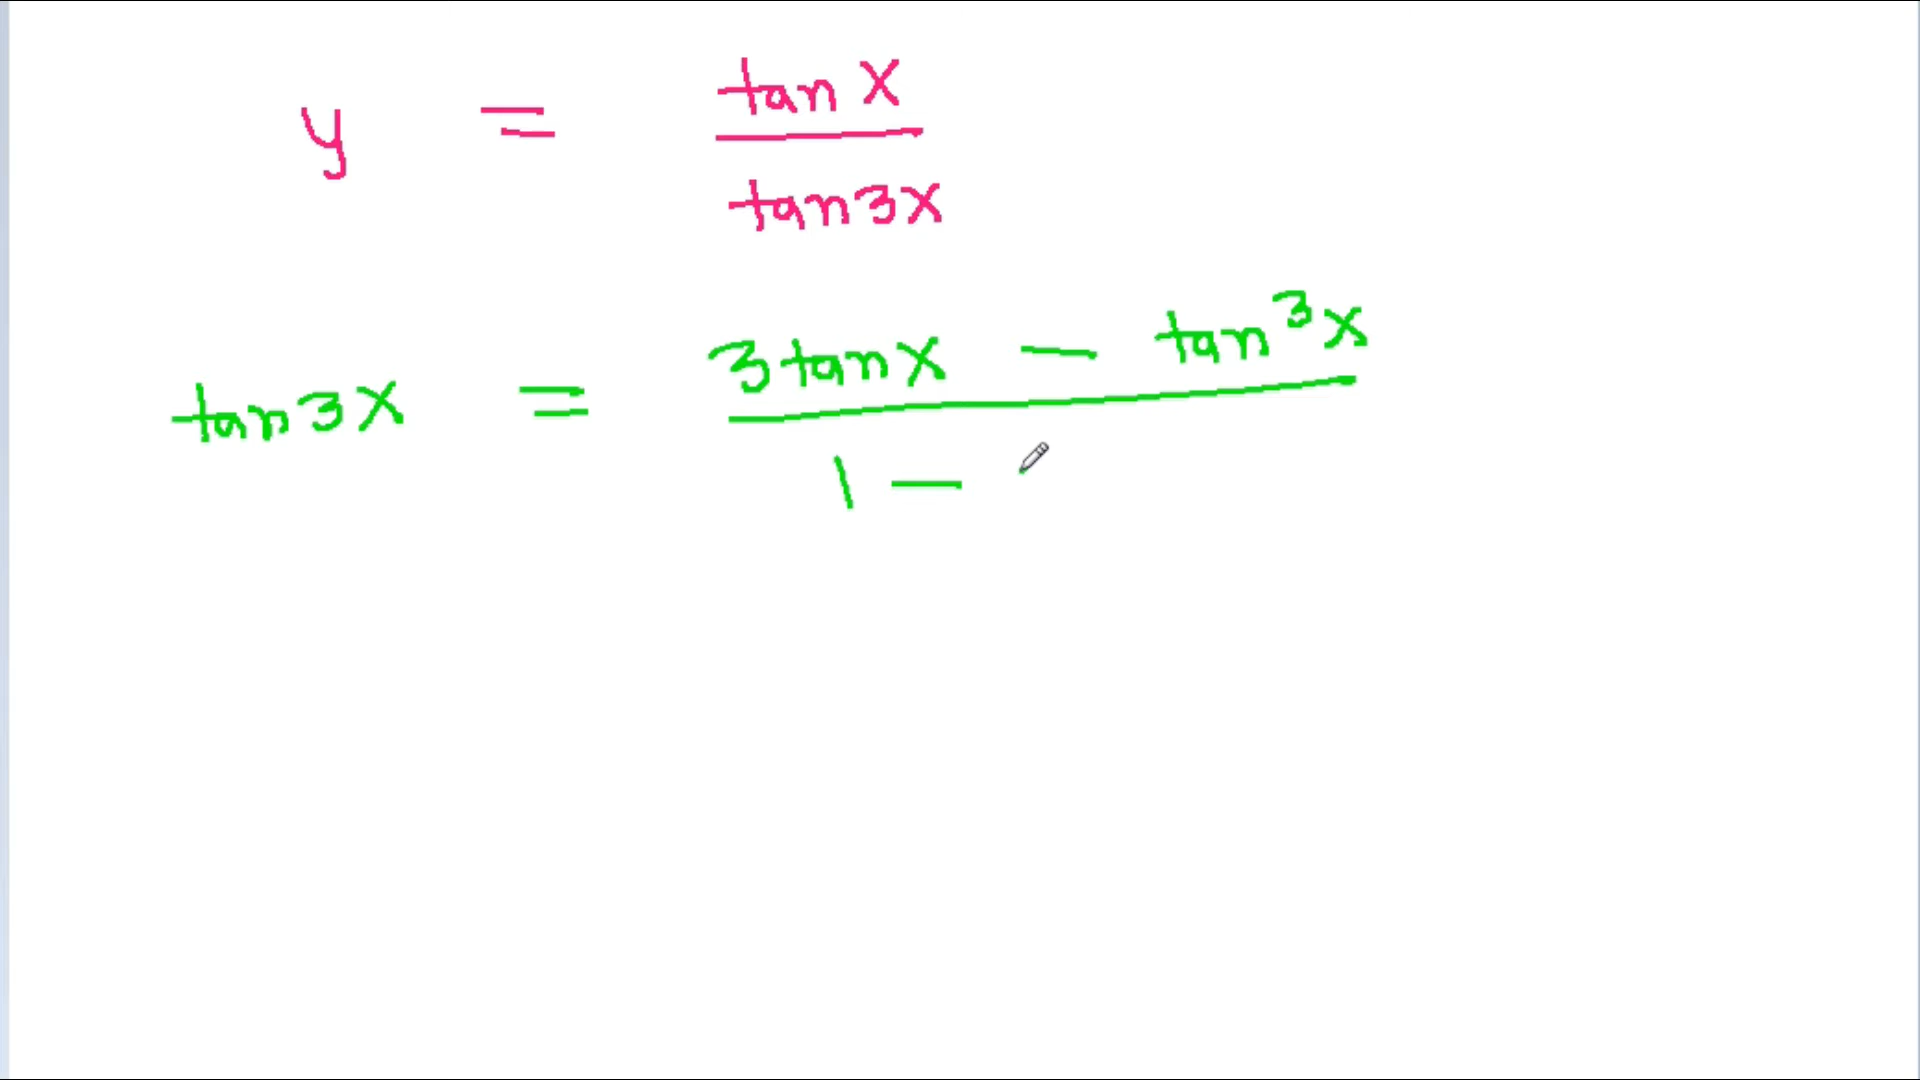 y = tan x / tan3x
tan3x = 3tanx - tan³x / 1 -